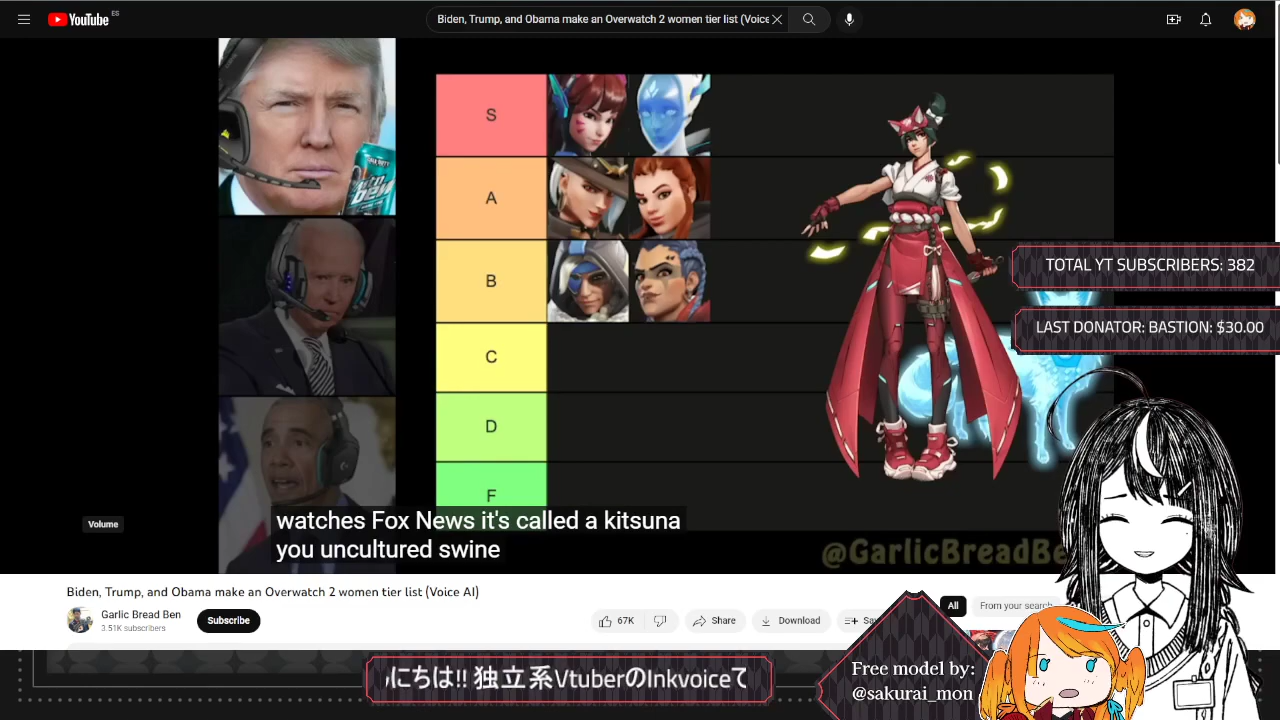 YouTube ES
Biden, Trump, and Obama make an Overwatch 2 women tier list (Voice
S
A
B
C
D
F
TOTAL YT SUBSCRIBERS: 382
LAST DONATOR: BASTION: $30.00
watches Fox News it's called a kitsuna
you uncultured swine
Volume
@GarlicBreadBe
Biden, Trump, and Obama make an Overwatch 2 women tier list (Voice AI)
Garlic Bread Ben
3.51K subscribers
Subscribe
67K
Share
Download
Sav
All
From your search
にちは!! 独立系VtuberのInkvoiceて
Free model by:
@sakurai_mon